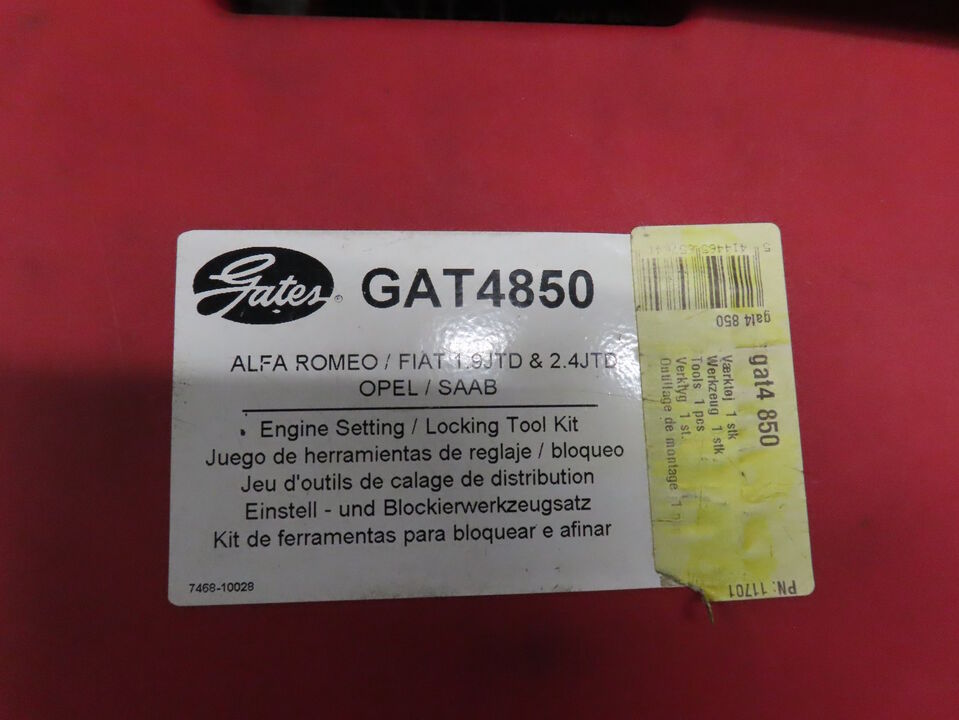 Gates®
GAT4850
ALFA ROMEO / FIAT 1.9JTD & 2.4JTD
OPEL / SAAB
Engine Setting / Locking Tool Kit
Juego de herramientas de reglaje / bloqueo
Jeu d'outils de calage de distribution
Einstell - und Blockierwerkzeugsatz
Kit de ferramentas para bloquear e afinar
7468-10028
gat4 850
gat4 850
Værktøj 1 stk
Werkzeug 1 stk
Tools 1 pcs
Verktyg 1 st.
Outillage de montage 1
PN: 11701